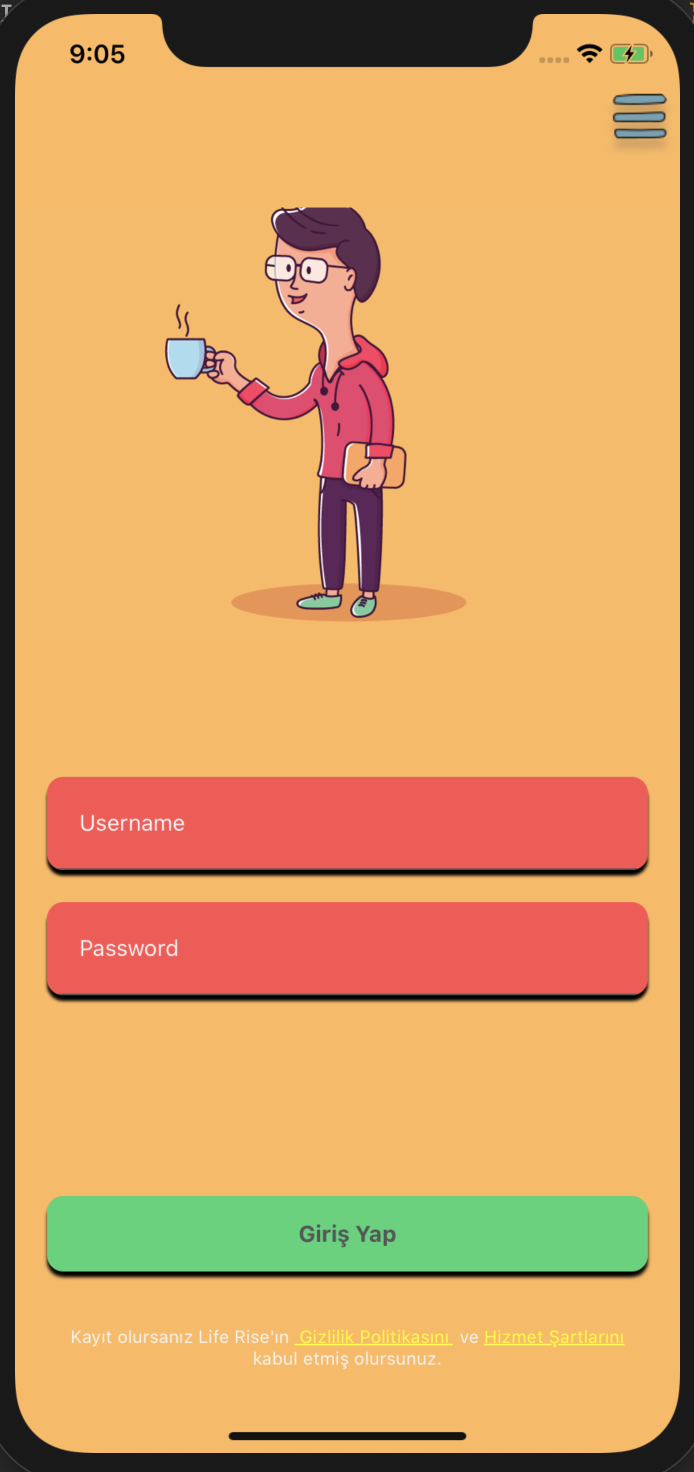 9:05
Username
Password
Giriş Yap
Kayıt olursanız Life Rise'ın Gizlilik Politikasını ve Hizmet Şartlarını
kabul etmiş olursunuz.